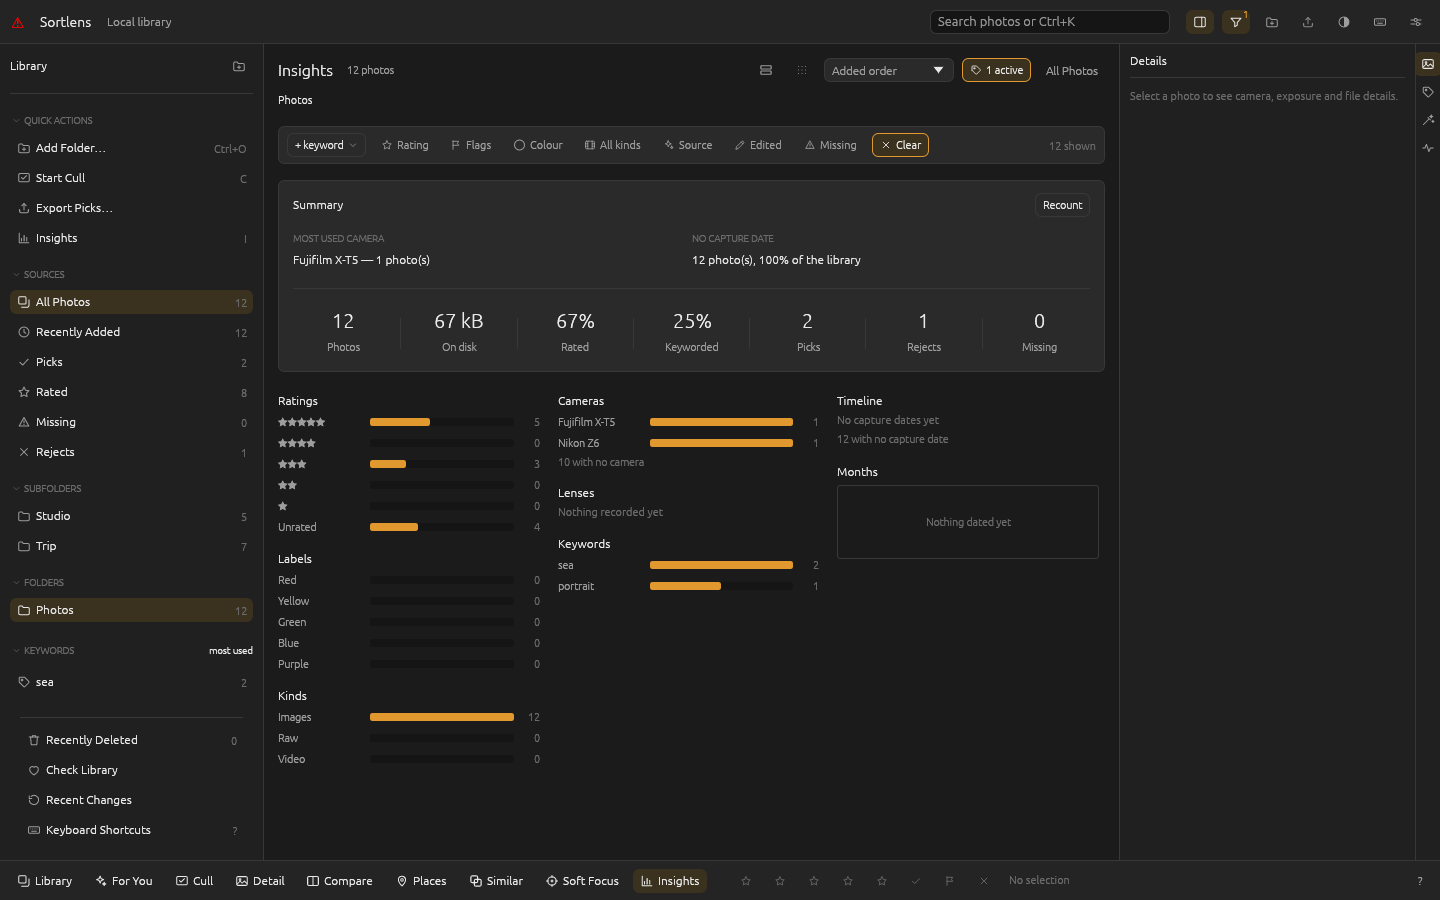 Sortlens
Local library
Search photos or Ctrl+K
1
Library
QUICK ACTIONS
Add Folder... Ctrl+O
Start Cull C
Export Picks...
Insights I
SOURCES
All Photos 12
Recently Added 12
Picks 2
Rated 8
Missing 0
Rejects 1
SUBFOLDERS
Studio 5
Trip 7
FOLDERS
Photos 12
KEYWORDS most used
sea 2
Recently Deleted 0
Check Library
Recent Changes
Keyboard Shortcuts ?
Insights 12 photos
Added order
1 active
All Photos
Photos
+ keyword Rating Flags Colour All kinds Source Edited Missing Clear 12 shown
Summary
Recount
MOST USED CAMERA
Fujifilm X-T5 — 1 photo(s)
NO CAPTURE DATE
12 photo(s), 100% of the library
12 67 kB 67% 25% 2 1 0
Photos On disk Rated Keyworded Picks Rejects Missing
Ratings
★★★★★ 5
★★★★ 0
★★★ 3
★★ 0
★ 0
Unrated 4
Labels
Red 0
Yellow 0
Green 0
Blue 0
Purple 0
Kinds
Images 12
Raw 0
Video 0
Cameras
Fujifilm X-T5 1
Nikon Z6 1
10 with no camera
Lenses
Nothing recorded yet
Keywords
sea 2
portrait 1
Timeline
No capture dates yet
12 with no capture date
Months
Nothing dated yet
Details
Select a photo to see camera, exposure and file details.
Library For You Cull Detail Compare Places Similar Soft Focus Insights No selection ?